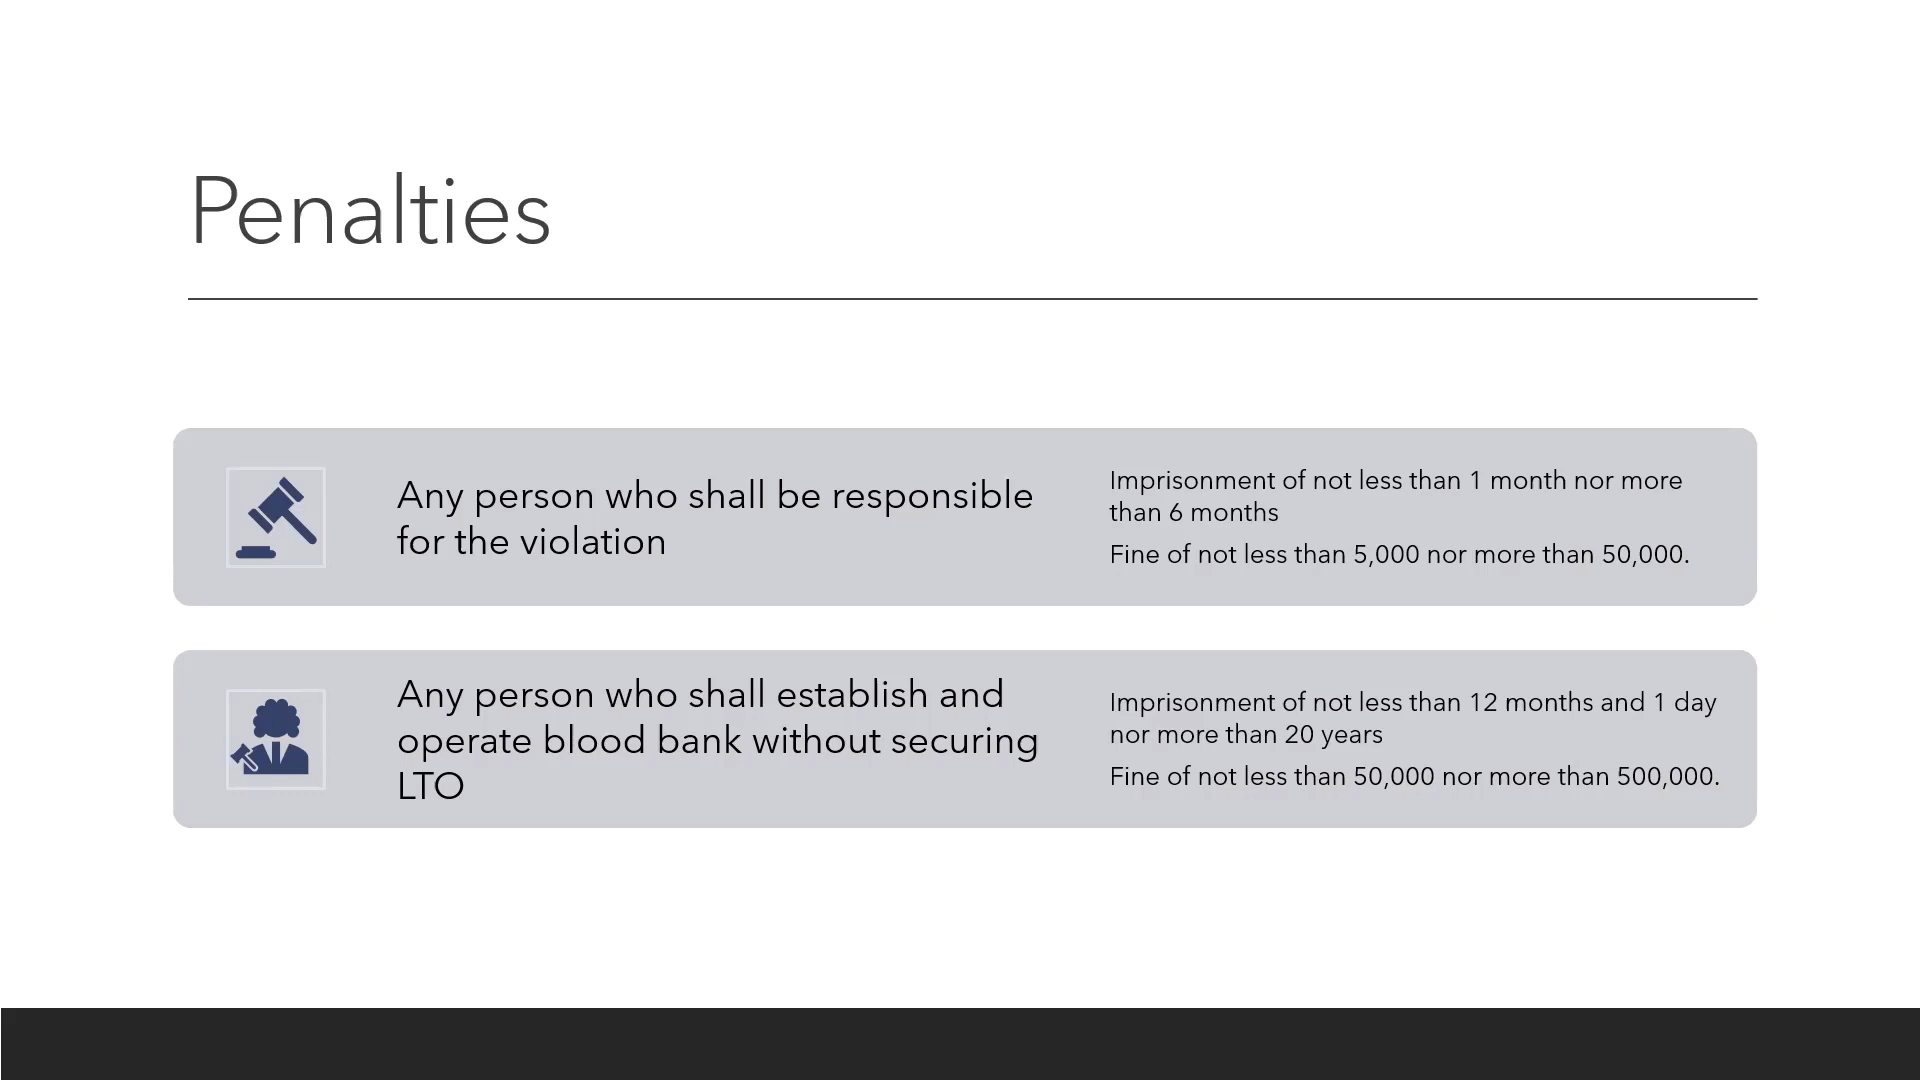 Penalties
Any person who shall be responsible
for the violation
Imprisonment of not less than 1 month nor more
than 6 months
Fine of not less than 5,000 nor more than 50,000.
Any person who shall establish and
operate blood bank without securing
LTO
Imprisonment of not less than 12 months and 1 day
nor more than 20 years
Fine of not less than 50,000 nor more than 500,000.